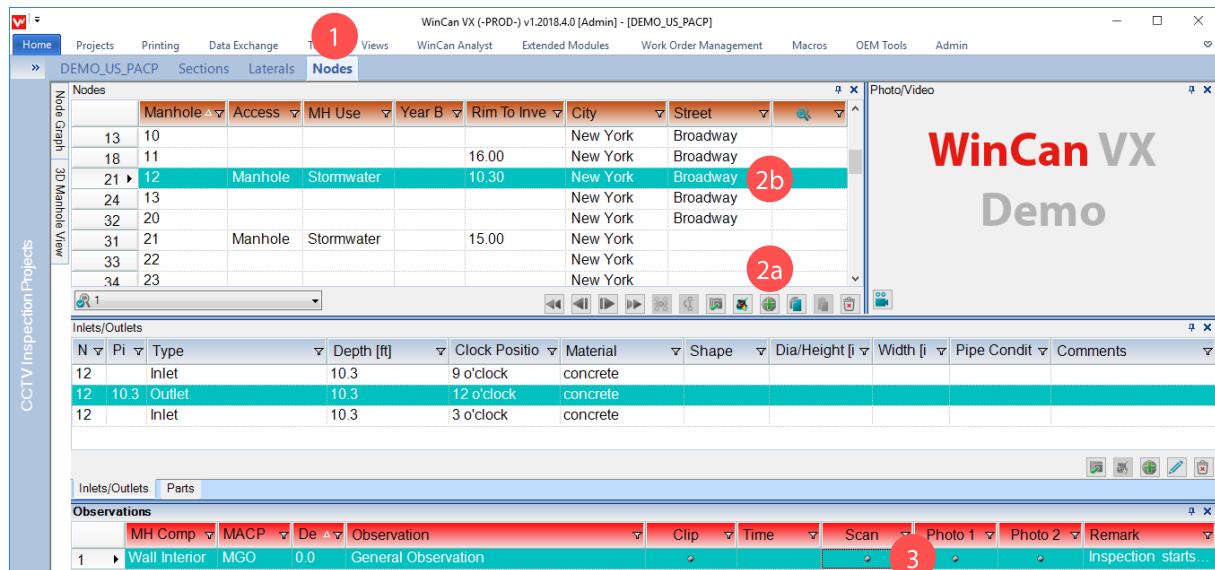 WinCan VX (-PROD-) v1.2018.4.0 [Admin] - [DEMO_US_PACP]
Home Projects Printing Data Exchange 1 Views WinCan Analyst Extended Modules Work Order Management Macros OEM Tools Admin
» DEMO_US_PACP Sections Laterals Nodes
CCTV Inspection Projects
Node Graph
3D Manhole View
Nodes
Manhole Access MH Use Year B Rim To Inve City Street
13 10 New York Broadway
18 11 16.00 New York Broadway
21 12 Manhole Stormwater 10.30 New York Broadway 2b
24 13 New York Broadway
32 20 New York Broadway
31 21 Manhole Stormwater 15.00 New York
33 22 New York
34 23 New York
2a
1
Photo/Video
WinCan VX
Demo
Inlets/Outlets
N Pi Type Depth [ft] Clock Positio Material Shape Dia/Height [i Width [i Pipe Condit Comments
12 Inlet 10.3 9 o'clock concrete
12 10.3 Outlet 10.3 12 o'clock concrete
12 Inlet 10.3 3 o'clock concrete
Inlets/Outlets Parts
Observations
MH Comp MACP De Observation Clip Time Scan Photo 1 Photo 2 Remark
1 Wall Interior MGO 0.0 General Observation 3 Inspection starts...